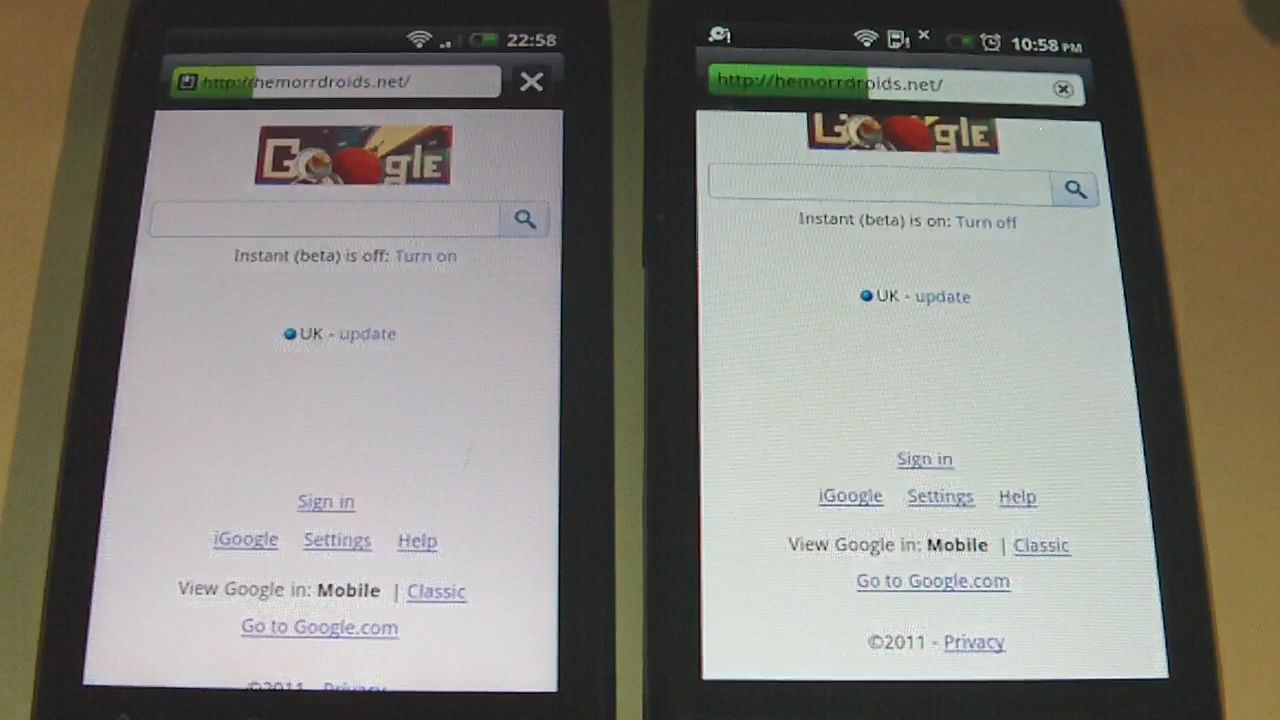 22:58
http://hemorrdroids.net/
Google
Instant (beta) is off: Turn on
UK - update
Sign in
iGoogle Settings Help
View Google in: Mobile | Classic
Go to Google.com
©2011 - Privacy
10:58 PM
http://hemorrdroids.net/
Google
Instant (beta) is on: Turn off
UK - update
Sign in
iGoogle Settings Help
View Google in: Mobile | Classic
Go to Google.com
©2011 - Privacy